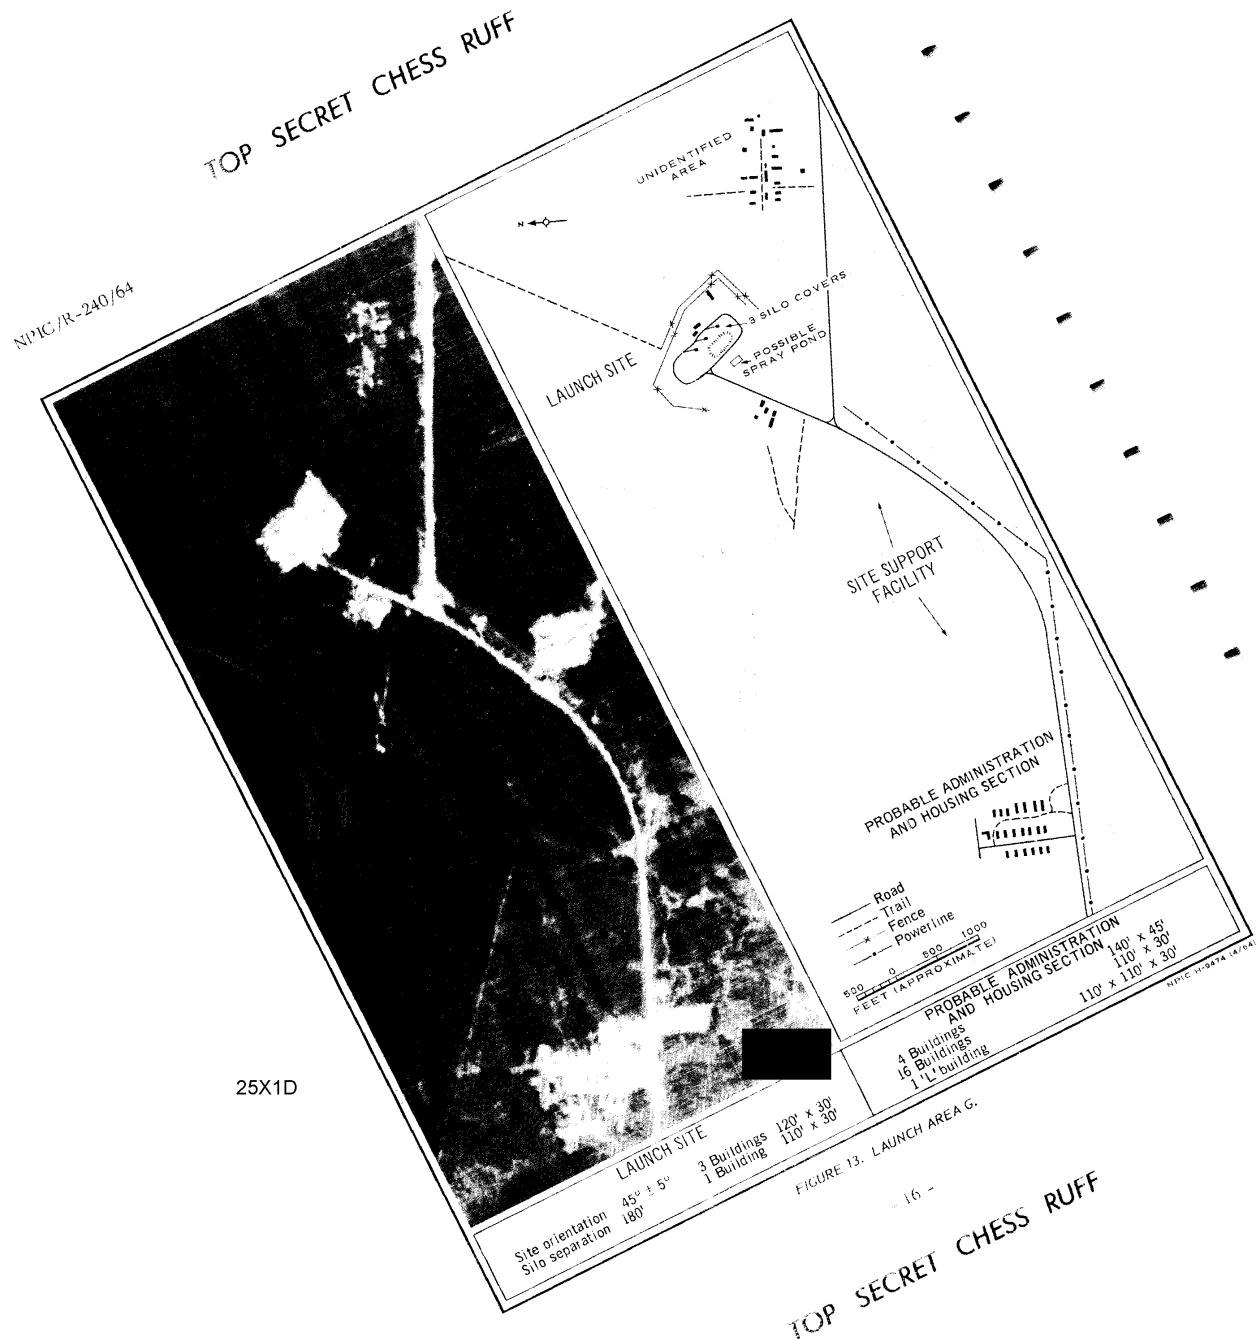 TOP SECRET CHESS RUFF
NPIC/R-240/64
UNIDENTIFIED
AREA
N
3 SILO COVERS
POSSIBLE
SPRAY POND
LAUNCH SITE
SITE SUPPORT
FACILITY
PROBABLE ADMINISTRATION
AND HOUSING SECTION
Road
Trail
Fence
Powerline
500 0 500 1000
FEET (APPROXIMATE)
PROBABLE ADMINISTRATION
AND HOUSING SECTION
4 Buildings 140' x 45'
16 Buildings 110' x 30'
1 'L' building 110' x 110' x 30'
NPIC H-9474 (4/64)
25X1D
LAUNCH SITE
Site orientation 45° ± 5° 3 Buildings 120' x 30'
Silo separation 180' 1 Building 110' x 30'
FIGURE 13. LAUNCH AREA G.
- 16 -
TOP SECRET CHESS RUFF